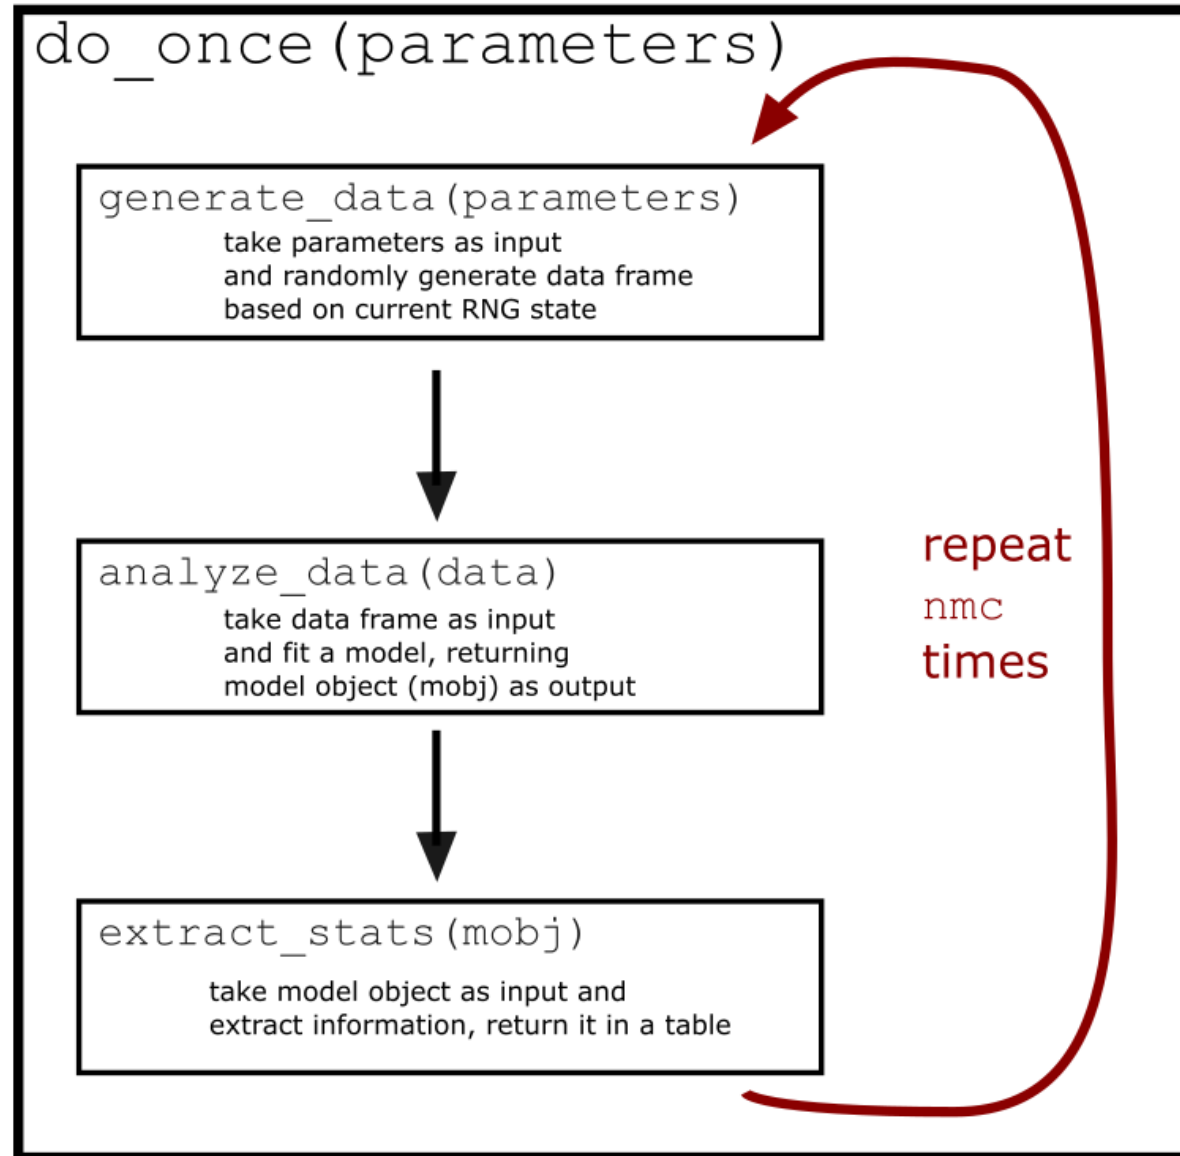 do_once(parameters)
generate_data(parameters)
take parameters as input
and randomly generate data frame
based on current RNG state
analyze_data(data)
take data frame as input
and fit a model, returning
model object (mobj) as output
repeat
nmc
times
extract_stats(mobj)
take model object as input and
extract information, return it in a table